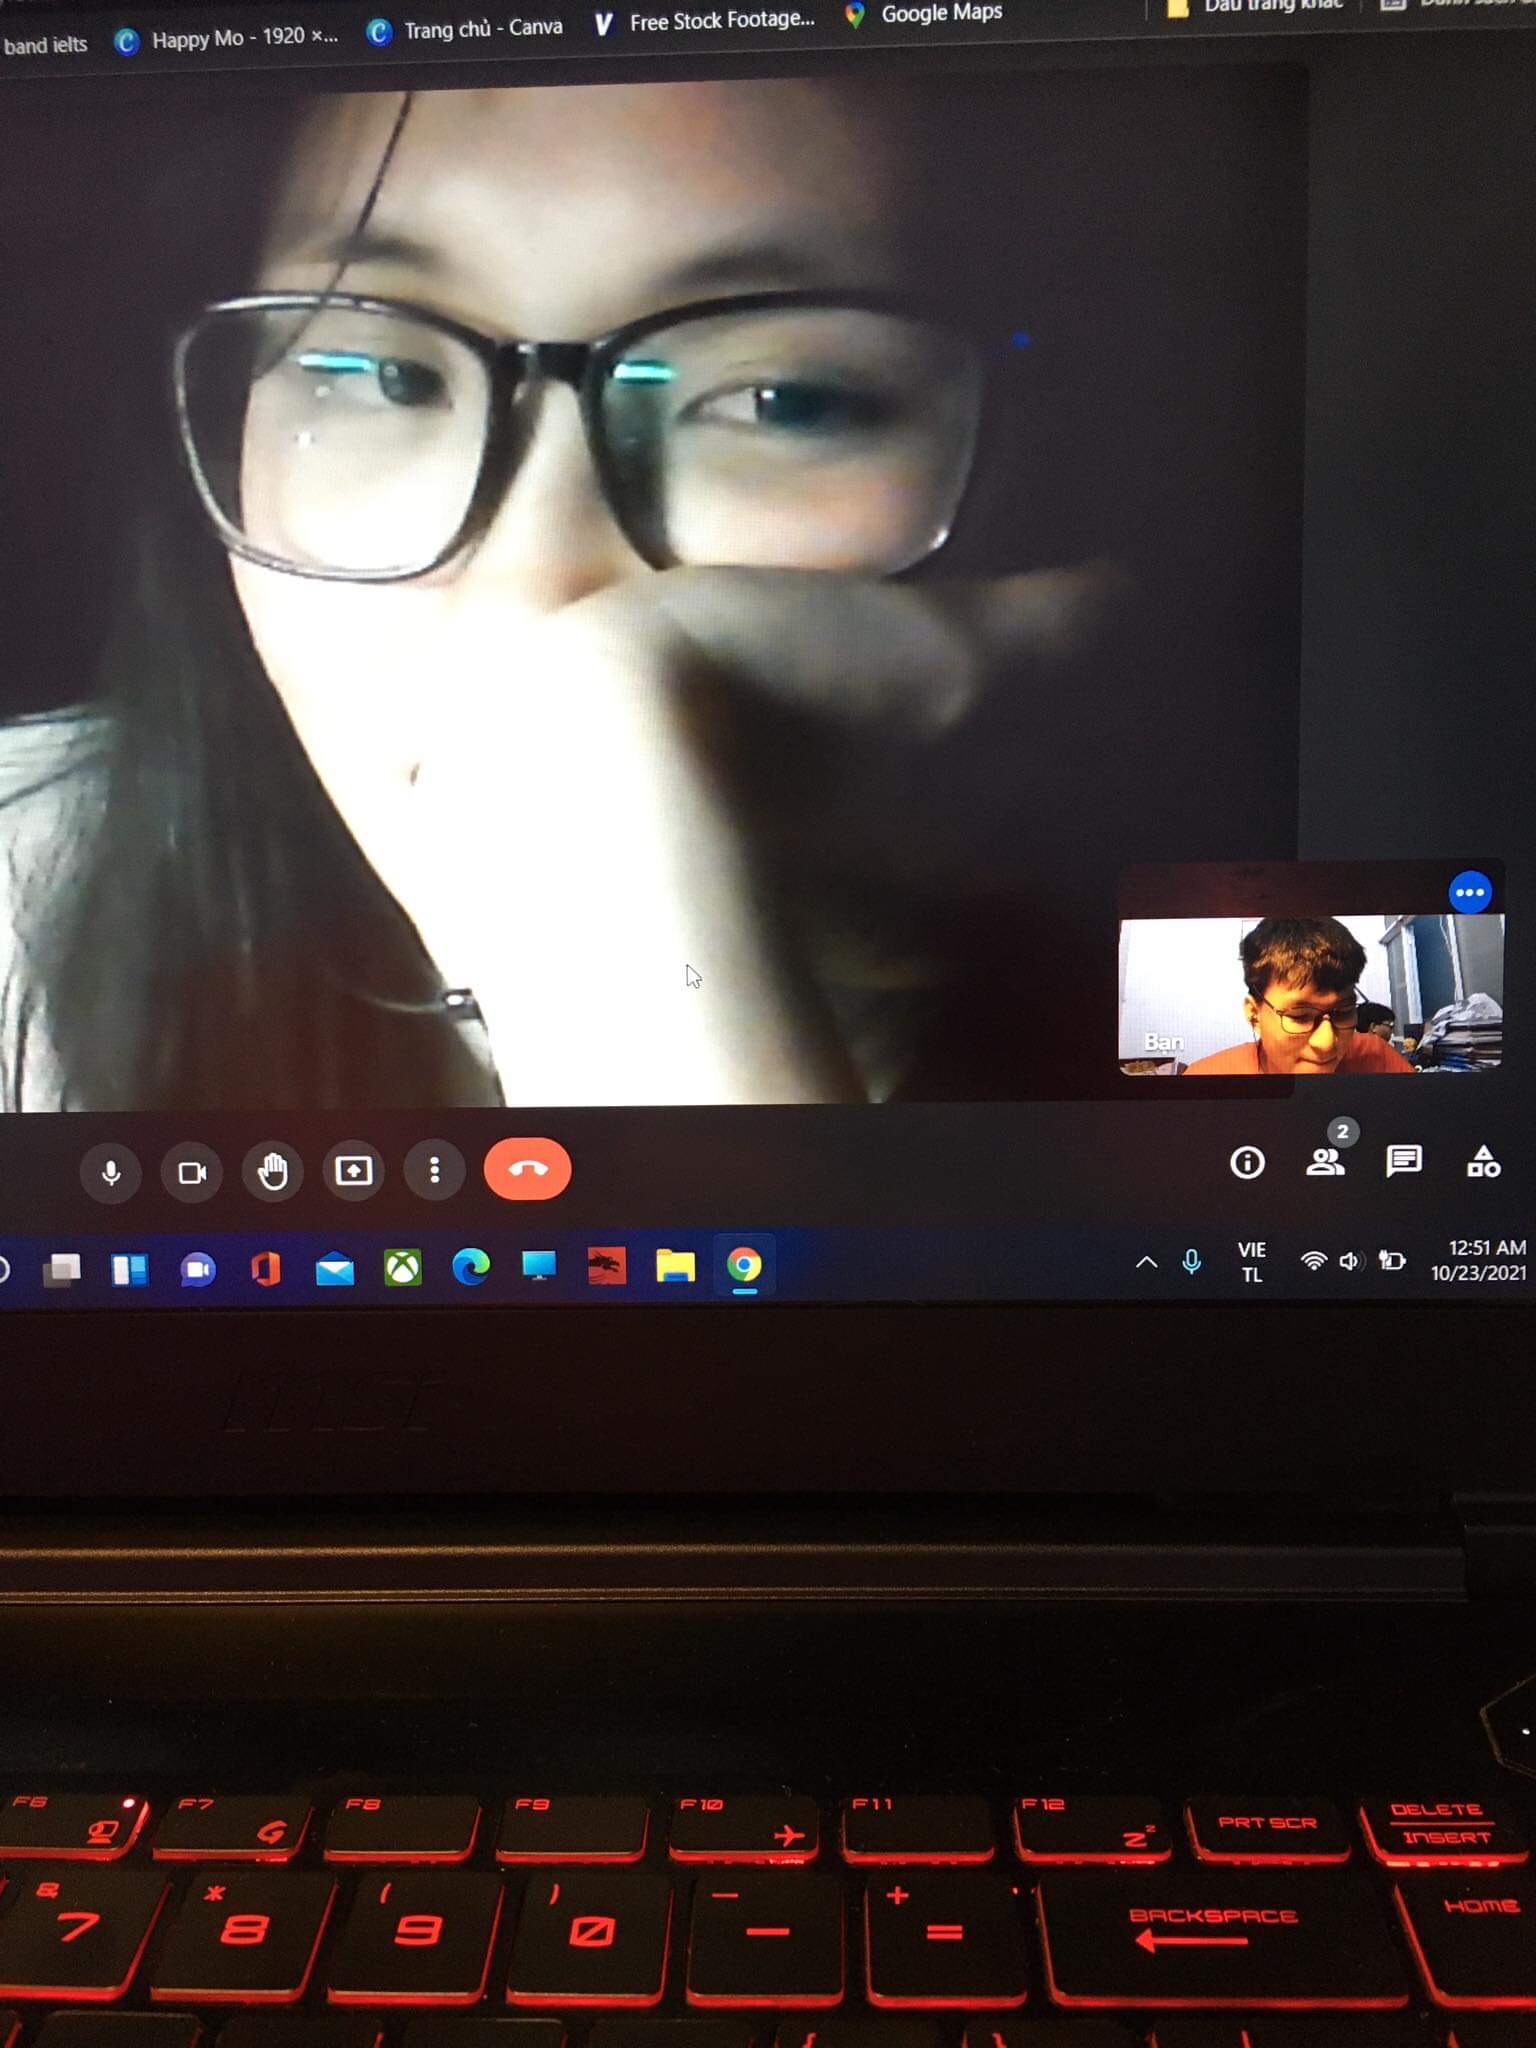 band ielts
Happy Mo - 1920 ×...
Trang chủ - Canva
Free Stock Footage...
Google Maps
Dấu trang khác
Bạn
2
VIE
TL
12:51 AM
10/23/2021
msi
F6 F7 F8 F9 F10 F11 F12 PRT SCR DELETE
INSERT
& * ( ) — + HOME
7 8 9 0 — = BACKSPACE
{ }